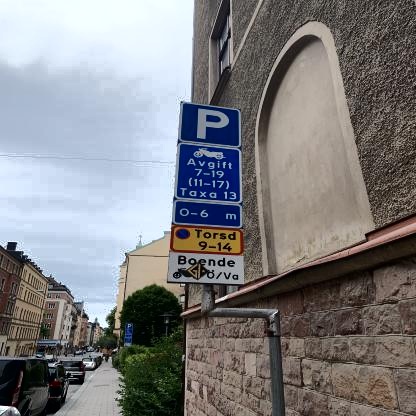 P
Avgift
7-19
(11-17)
Taxa 13
0-6 m
Torsd
9-14
Boende
Ö/Va